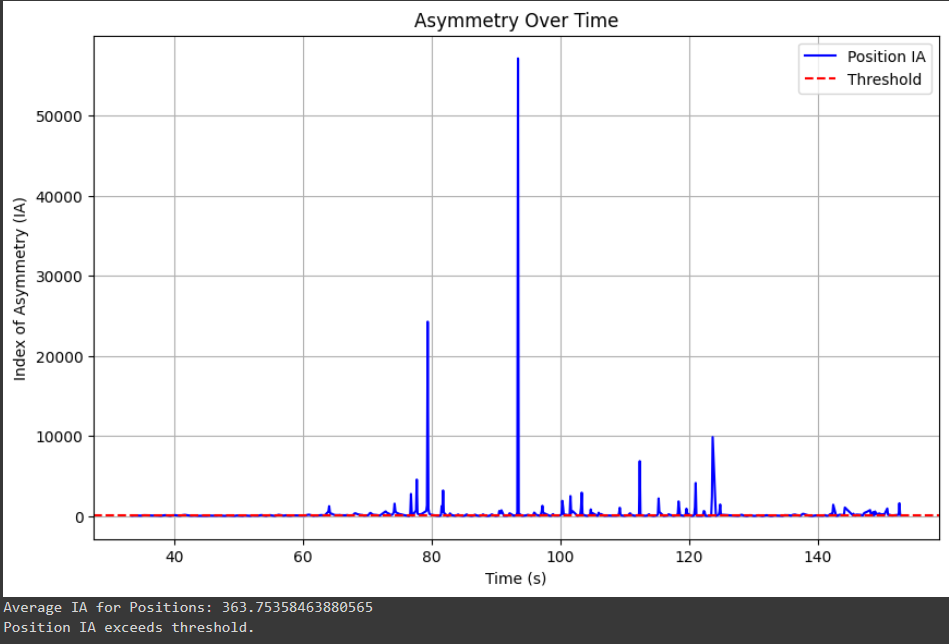 Asymmetry Over Time
Position IA
Threshold
Index of Asymmetry (IA)
50000
40000
30000
20000
10000
0
40
60
80
100
120
140
Time (s)
Average IA for Positions: 363.75358463880565
Position IA exceeds threshold.